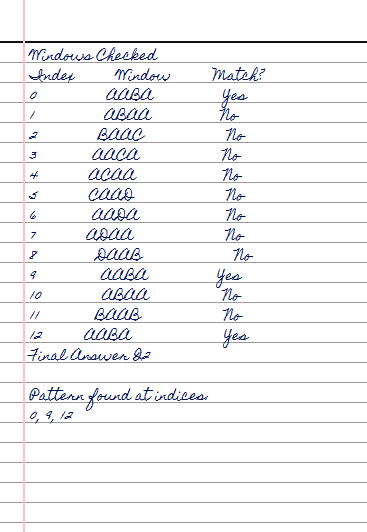 Windows Checked
Index Window Match?
0 AABA Yes
1 ABAA No
2 BAAC No
3 AACA No
4 ACAA No
5 CAAD No
6 AADA No
7 ADAA No
8 DAAB No
9 AABA Yes
10 ABAA No
11 BAAB No
12 AABA Yes
Final Answer Q2
Pattern found at indices:
0, 9, 12